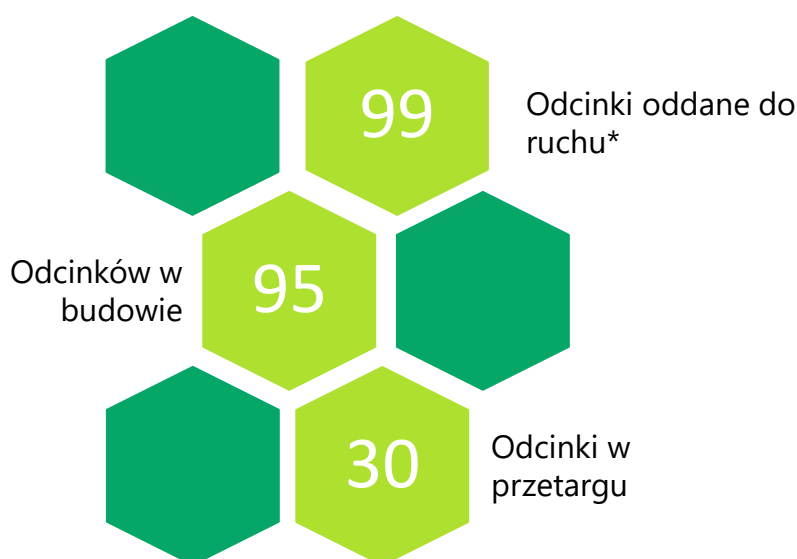 99
Odcinki oddane do
ruchu*
Odcinków w
budowie
95
30
Odcinki w
przetargu